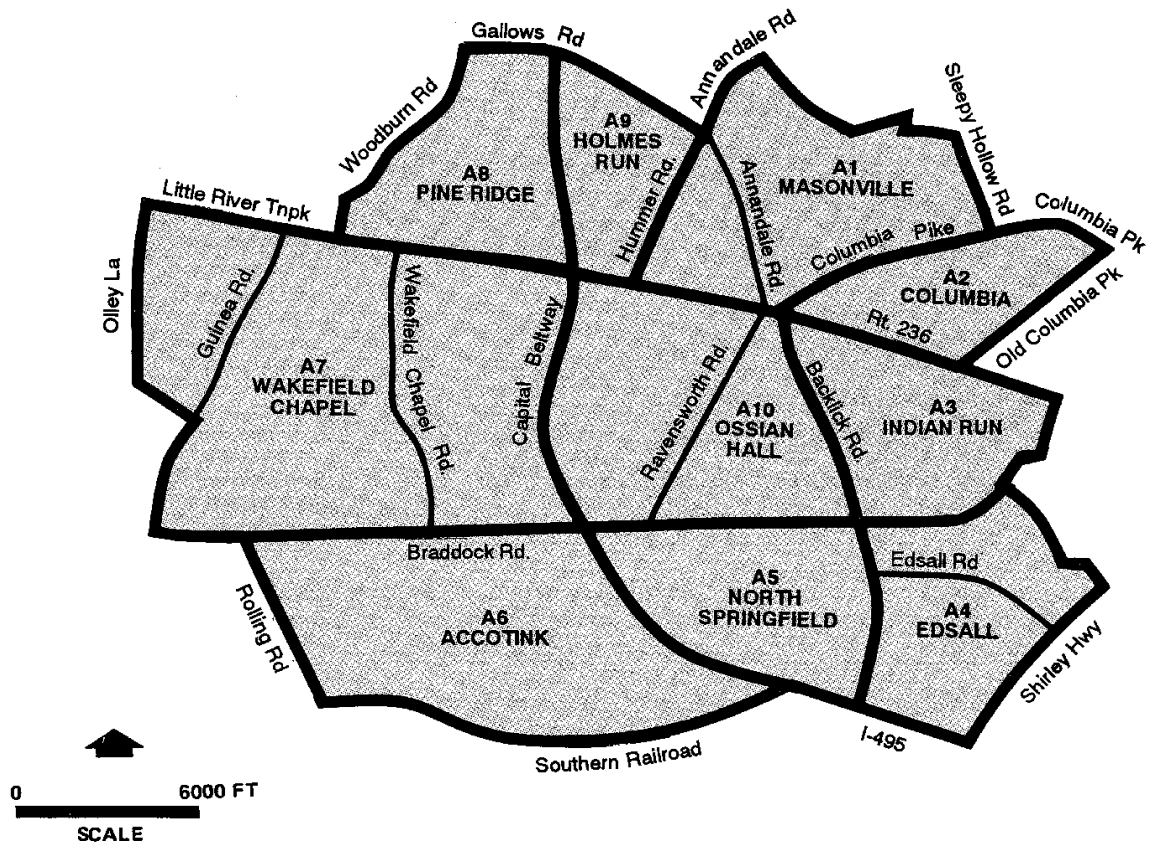 Gallows Rd
Annandale Rd
Woodburn Rd
Sleepy Hollow Rd
A9
HOLMES
RUN
A8
PINE RIDGE
Hummer Rd.
Annandale Rd.
A1
MASONVILLE
Little River Tnpk
Columbia Pike
Columbia Pk
Olley La
Guinea Rd.
Wakefield Chapel Rd.
Capital Beltway
A2
COLUMBIA
Rt. 236
Old Columbia Pk
A7
WAKEFIELD
CHAPEL
Ravensworth Rd.
A10
OSSIAN
HALL
Backlick Rd.
A3
INDIAN RUN
Braddock Rd.
Edsall Rd
Rolling Rd
A6
ACCOTINK
A5
NORTH
SPRINGFIELD
A4
EDSALL
Shirley Hwy
I-495
Southern Railroad
0 6000 FT
SCALE